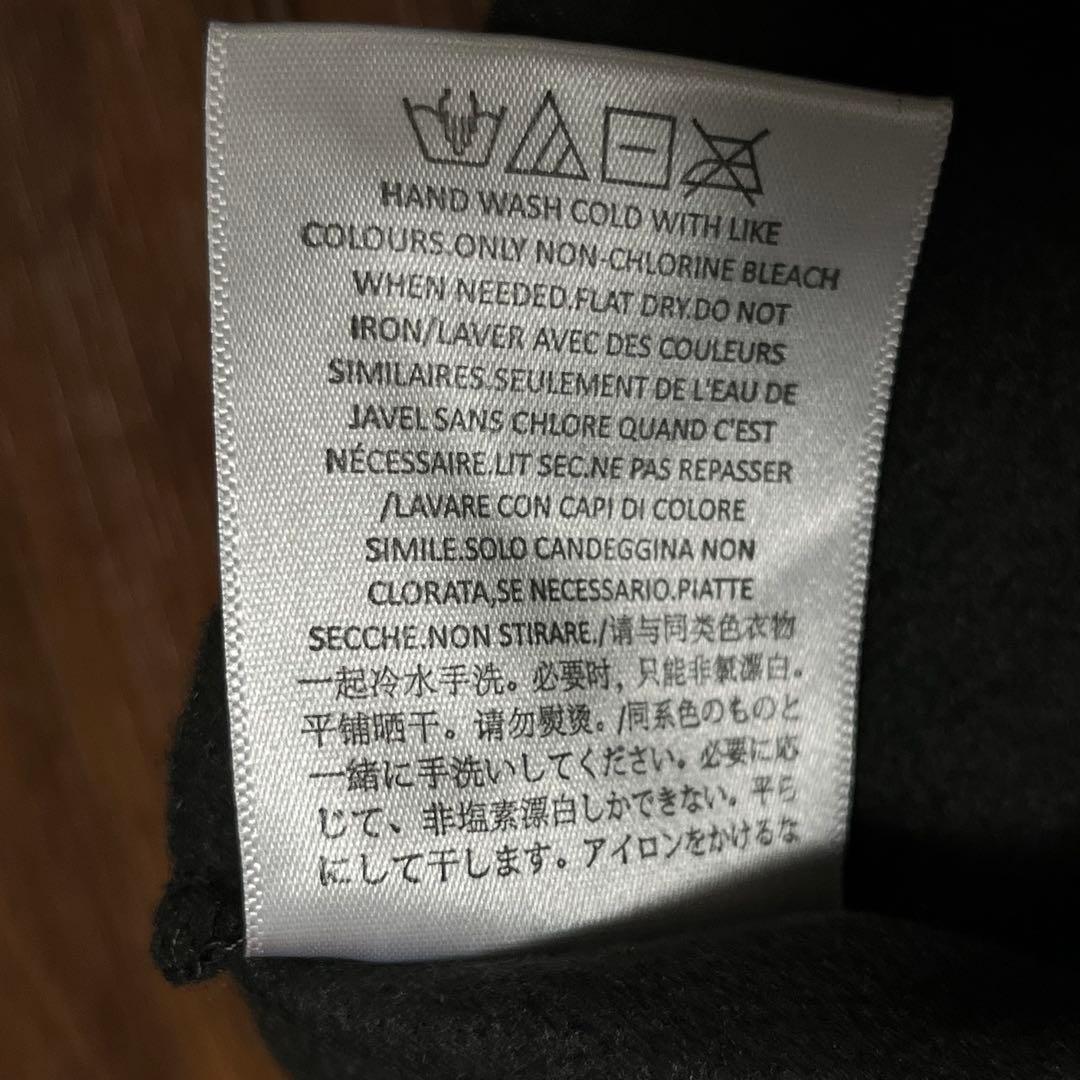 HAND WASH COLD WITH LIKE
COLOURS.ONLY NON-CHLORINE BLEACH
WHEN NEEDED.FLAT DRY.DO NOT
IRON/LAVER AVEC DES COULEURS
SIMILAIRES.SEULEMENT DE L'EAU DE
JAVEL SANS CHLORE QUAND C'EST
NÉCESSAIRE.LIT SEC.NE PAS REPASSER
/LAVARE CON CAPI DI COLORE
SIMILE.SOLO CANDEGGINA NON
CLORATA,SE NECESSARIO.PIATTE
SECCHE.NON STIRARE./请与同类色衣物
一起冷水手洗。必要时，只能非氯漂白。
平铺晒干。请勿熨烫。/同系色のものと
一緒に手洗いしてください。必要に応
じて、非塩素漂白しかできない。平ら
にして干します。アイロンをかけるな